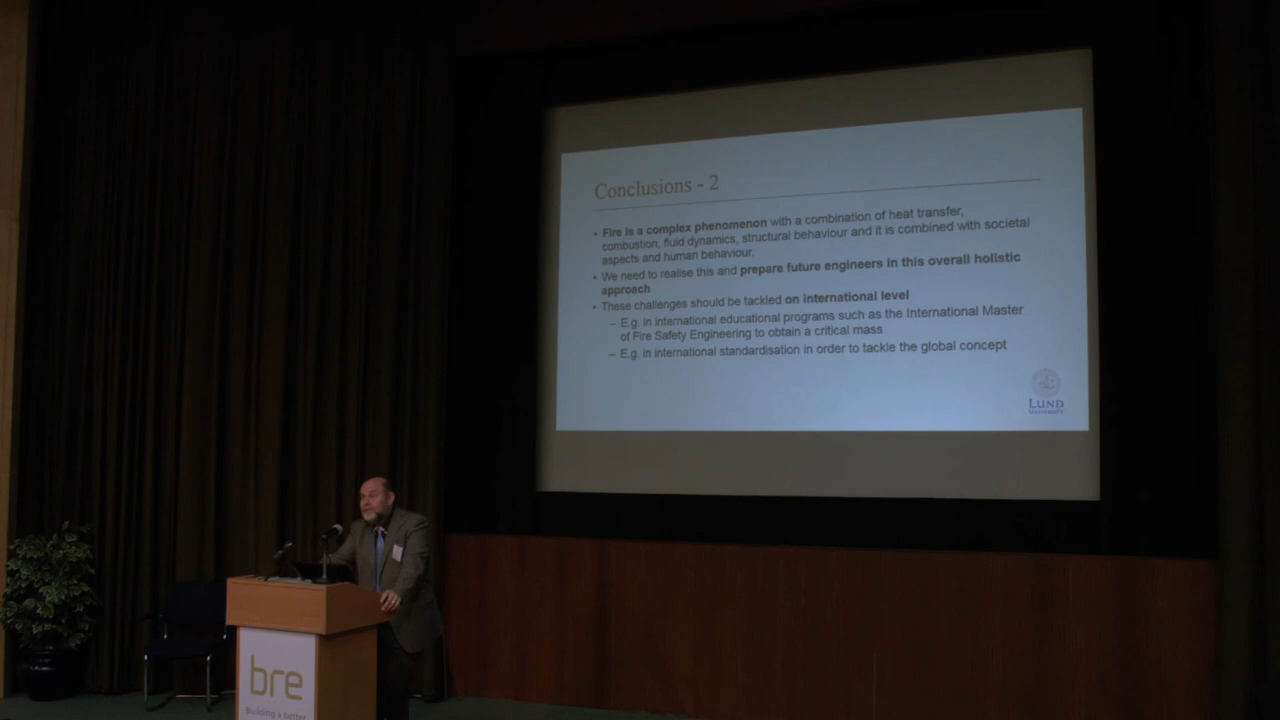 Conclusions - 2
• Fire is a complex phenomenon with a combination of heat transfer,
combustion, fluid dynamics, structural behaviour and it is combined with societal
aspects and human behaviour.
• We need to realise this and prepare future engineers in this overall holistic
approach
• These challenges should be tackled on international level
– E.g. in international educational programs such as the International Master
of Fire Safety Engineering to obtain a critical mass
– E.g. in international standardisation in order to tackle the global concept
LUND
UNIVERSITY
bre
Building a better